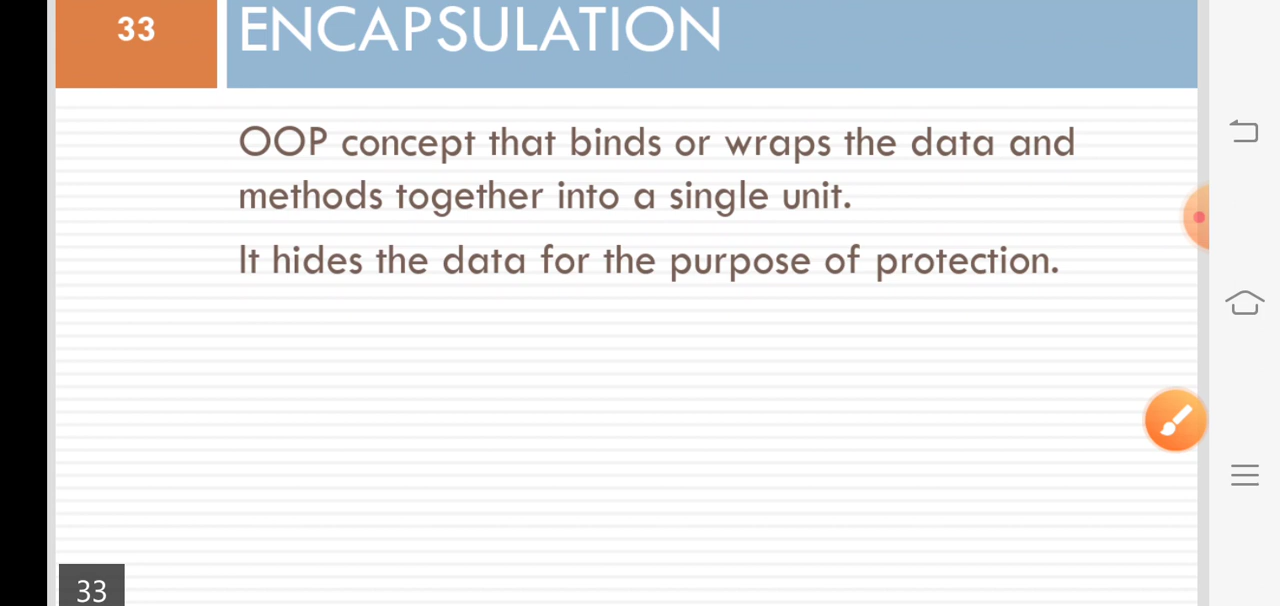 33
ENCAPSULATION
OOP concept that binds or wraps the data and
methods together into a single unit.
It hides the data for the purpose of protection.
33